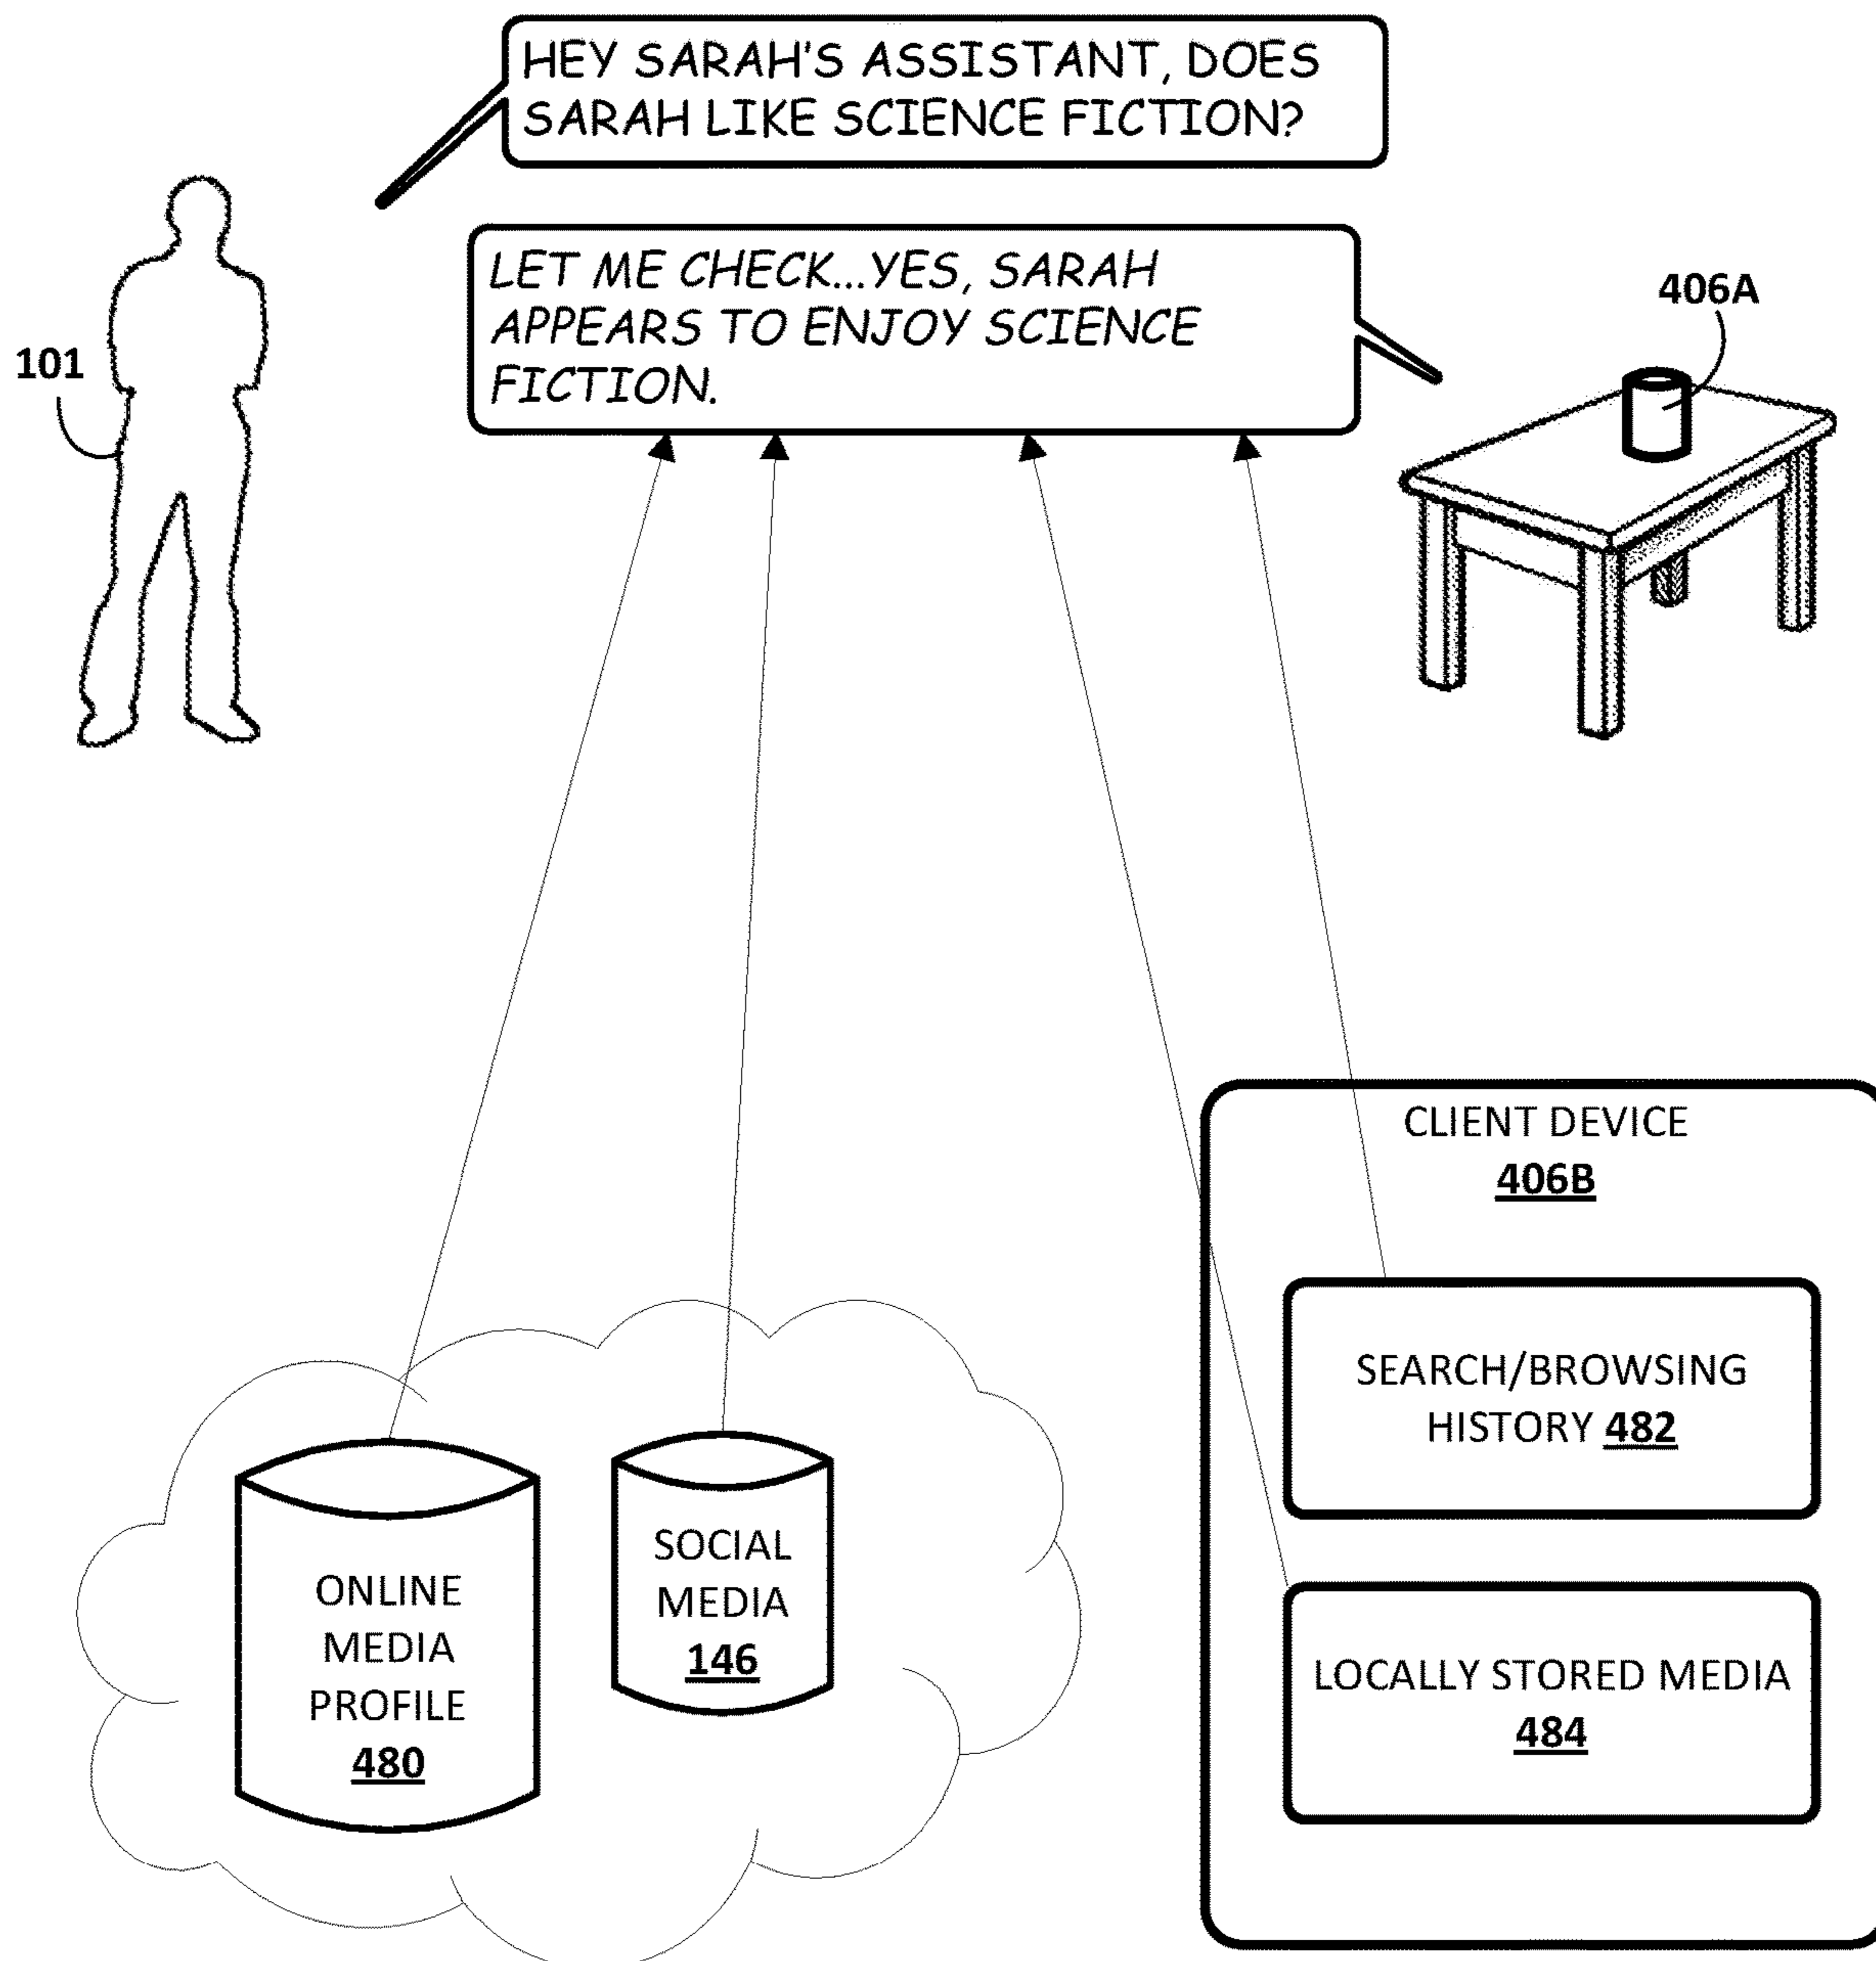 HEY SARAH'S ASSISTANT, DOES
SARAH LIKE SCIENCE FICTION?
LET ME CHECK...YES, SARAH
APPEARS TO ENJOY SCIENCE
FICTION.
406A
101
CLIENT DEVICE
406B
SEARCH/BROWSING
HISTORY 482
LOCALLY STORED MEDIA
484
SOCIAL
MEDIA
146
ONLINE
MEDIA
PROFILE
480